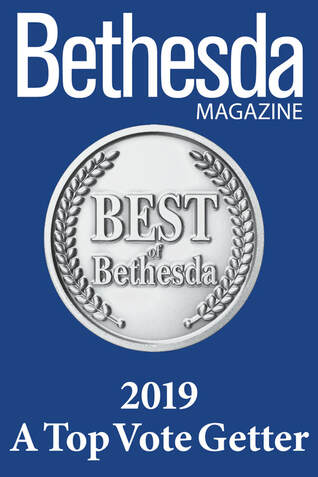 Bethesda
MAGAZINE
BEST
of
Bethesda
2019
A Top Vote Getter